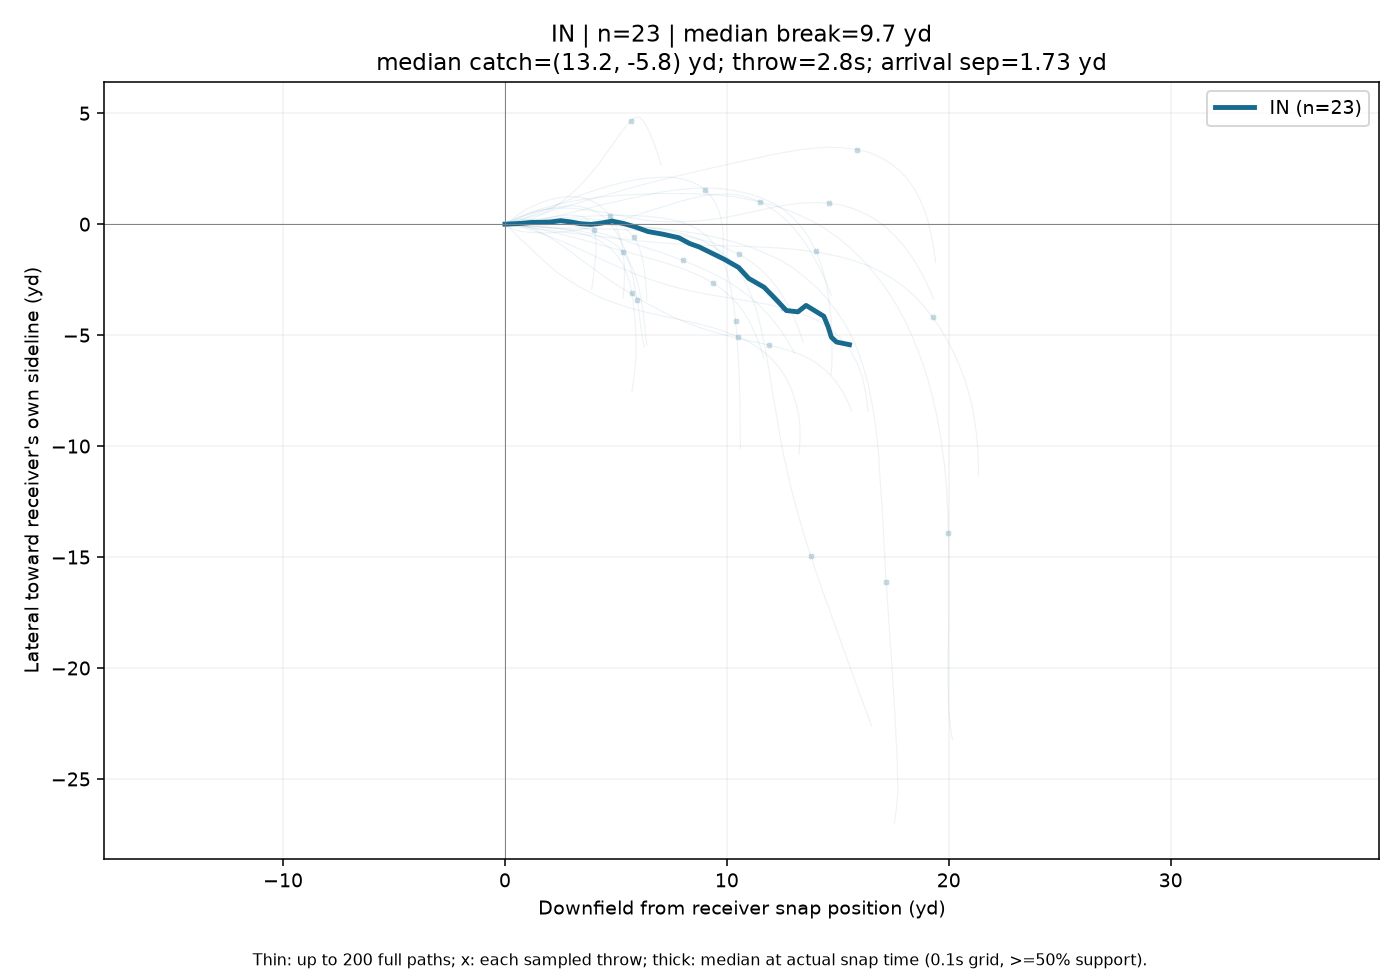 IN | n=23 | median break=9.7 yd
median catch=(13.2, -5.8) yd; throw=2.8s; arrival sep=1.73 yd
IN (n=23)
5
0
−5
−10
−15
−20
−25
Lateral toward receiver's own sideline (yd)
−10
0
10
20
30
Downfield from receiver snap position (yd)
Thin: up to 200 full paths; x: each sampled throw; thick: median at actual snap time (0.1s grid, >=50% support).